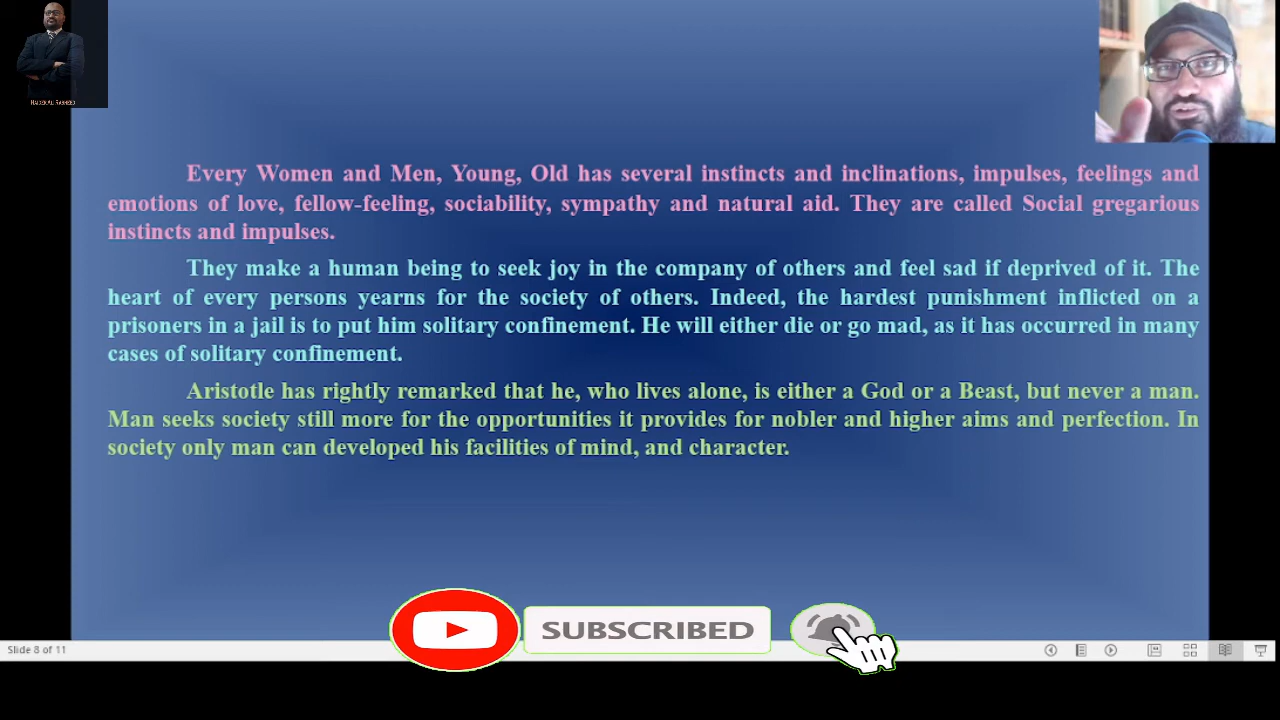 Every Women and Men, Young, Old has several instincts and inclinations, impulses, feelings and
emotions of love, fellow-feeling, sociability, sympathy and natural aid. They are called Social gregarious
instincts and impulses.
They make a human being to seek joy in the company of others and feel sad if deprived of it. The
heart of every persons yearns for the society of others. Indeed, the hardest punishment inflicted on a
prisoners in a jail is to put him solitary confinement. He will either die or go mad, as it has occurred in many
cases of solitary confinement.
Aristotle has rightly remarked that he, who lives alone, is either a God or a Beast, but never a man.
Man seeks society still more for the opportunities it provides for nobler and higher aims and perfection. In
society only man can developed his facilities of mind, and character.
SUBSCRIBED
Slide 8 of 11